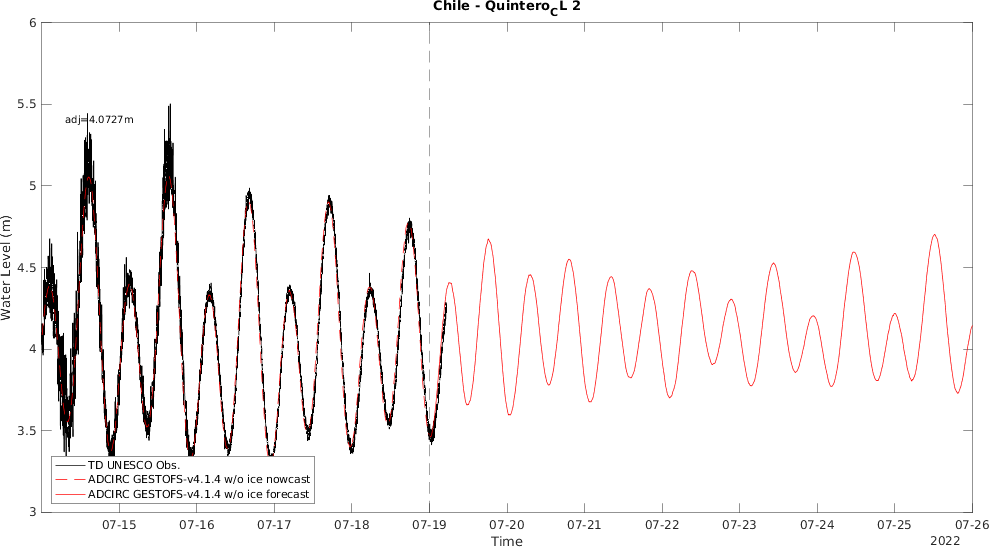 Chile - Quintero_CL 2
6
5.5
5
4.5
4
3.5
3
Water Level (m)
adj=4.0727m
TD UNESCO Obs.
ADCIRC GESTOFS-v4.1.4 w/o ice nowcast
ADCIRC GESTOFS-v4.1.4 w/o ice forecast
07-15 07-16 07-17 07-18 07-19 07-20 07-21 07-22 07-23 07-24 07-25 07-26
Time
2022